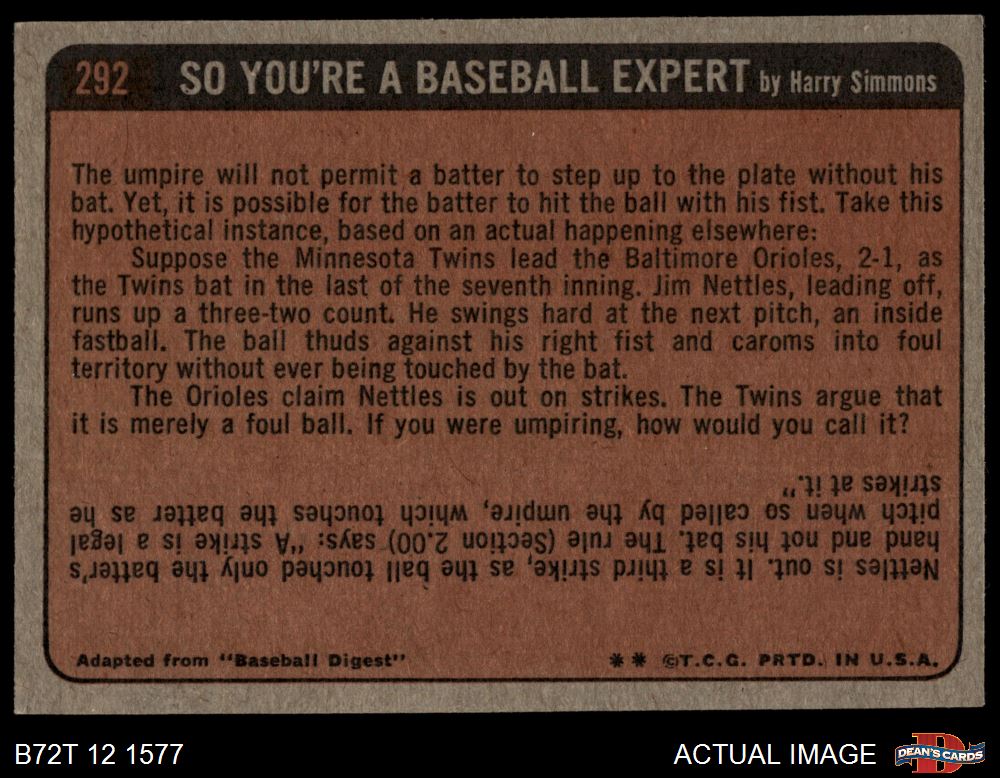 292 SO YOU'RE A BASEBALL EXPERT by Harry Simmons
The umpire will not permit a batter to step up to the plate without his
bat. Yet, it is possible for the batter to hit the ball with his fist. Take this
hypothetical instance, based on an actual happening elsewhere:
Suppose the Minnesota Twins lead the Baltimore Orioles, 2-1, as
the Twins bat in the last of the seventh inning. Jim Nettles, leading off,
runs up a three-two count. He swings hard at the next pitch, an inside
fastball. The ball thuds against his right fist and caroms into foul
territory without ever being touched by the bat.
The Orioles claim Nettles is out on strikes. The Twins argue that
it is merely a foul ball. If you were umpiring, how would you call it?
Nettles is out. It is a third strike, as the ball touched only the batter's
hand and not his bat. The rule (Section 2.00) says: "A strike is a legal
pitch when so called by the umpire, which touches the batter as he
strikes at it."
Adapted from "Baseball Digest" ** ©T.C.G. PRTD. IN U.S.A.
B72T 12 1577 ACTUAL IMAGE DEAN'S CARDS